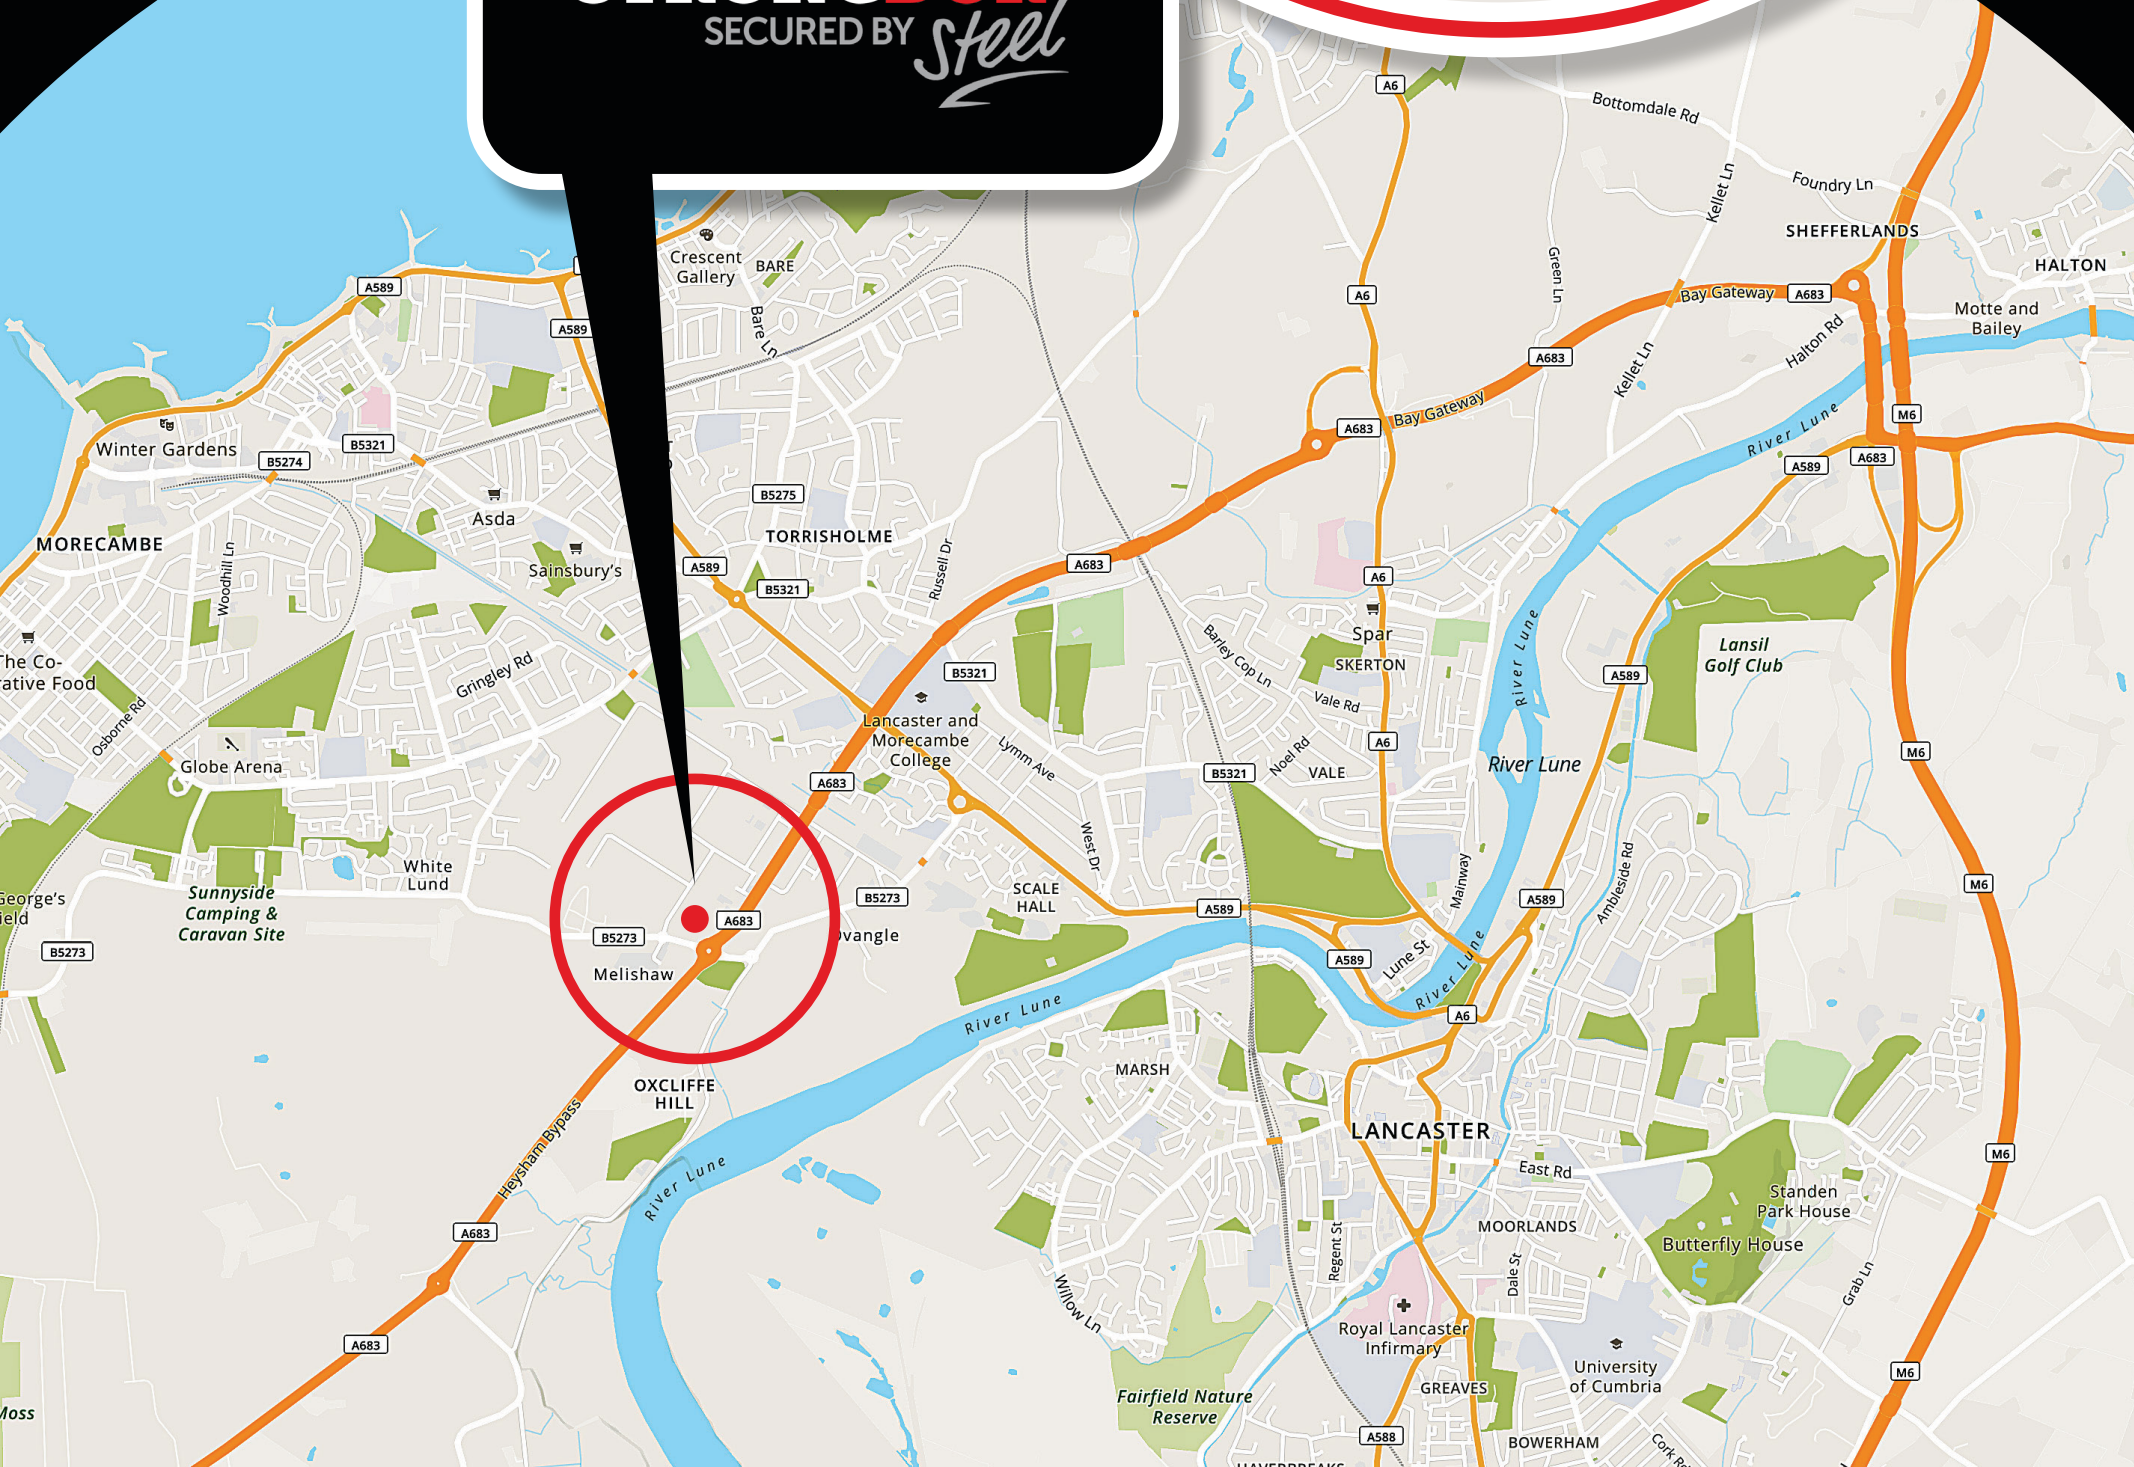 SECURED BY Steel
A6
Bottomdale Rd
Foundry Ln
Kellet Ln
SHEFFERLANDS
HALTON
Crescent
Gallery
BARE
Green Ln
A589
A6
Bay Gateway
A683
Motte and
Bailey
A589
Bare Ln
Halton Rd
A683
Kellet Ln
Bay Gateway
A683
M6
River Lune
Winter Gardens
B5321
B5274
A683
A589
B5275
Asda
MORECAMBE
TORRISHOLME
Sainsbury's
Woodhill Ln
A589
B5321
A683
Russell Dr
A6
Spar
SKERTON
The Co-
rative Food
Gringley Rd
B5321
Barley Cop Ln
River Lune
Lansil
Golf Club
A589
Vale Rd
Osborne Rd
Lancaster and
Morecambe
College
Lymm Ave
A6
Noel Rd
VALE
River Lune
M6
Globe Arena
A683
B5321
West Dr
Mainway
Ambleside Rd
White
Lund
Sunnyside
Camping &
Caravan Site
George's
ield
B5273
SCALE
HALL
A589
A589
M6
A683
B5273
Ovangle
B5273
Melishaw
A589
Lune St
River Lune
River Lune
A6
MARSH
OXCLIFFE
HILL
Heysham Bypass
LANCASTER
East Rd
M6
River Lune
Standen
Park House
MOORLANDS
Butterfly House
A683
Regent St
Dale St
Grab Ln
Willow Ln
A683
Royal Lancaster
Infirmary
University
of Cumbria
M6
GREAVES
Fairfield Nature
Reserve
Moss
A588
BOWERHAM
Cork Rd
HAVERBREAKS